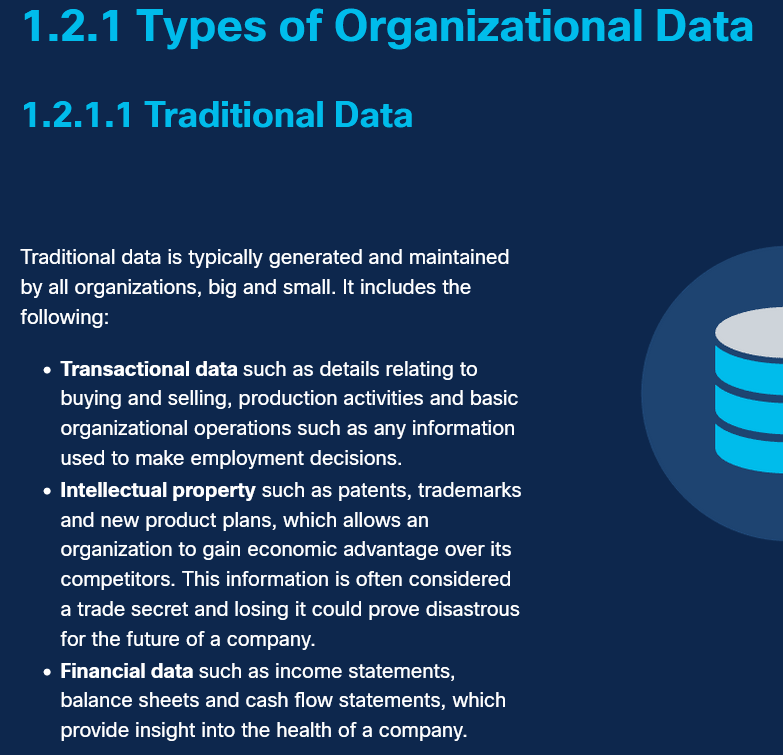 1.2.1 Types of Organizational Data
1.2.1.1 Traditional Data
Traditional data is typically generated and maintained
by all organizations, big and small. It includes the
following:
• Transactional data such as details relating to
buying and selling, production activities and basic
organizational operations such as any information
used to make employment decisions.
• Intellectual property such as patents, trademarks
and new product plans, which allows an
organization to gain economic advantage over its
competitors. This information is often considered
a trade secret and losing it could prove disastrous
for the future of a company.
• Financial data such as income statements,
balance sheets and cash flow statements, which
provide insight into the health of a company.